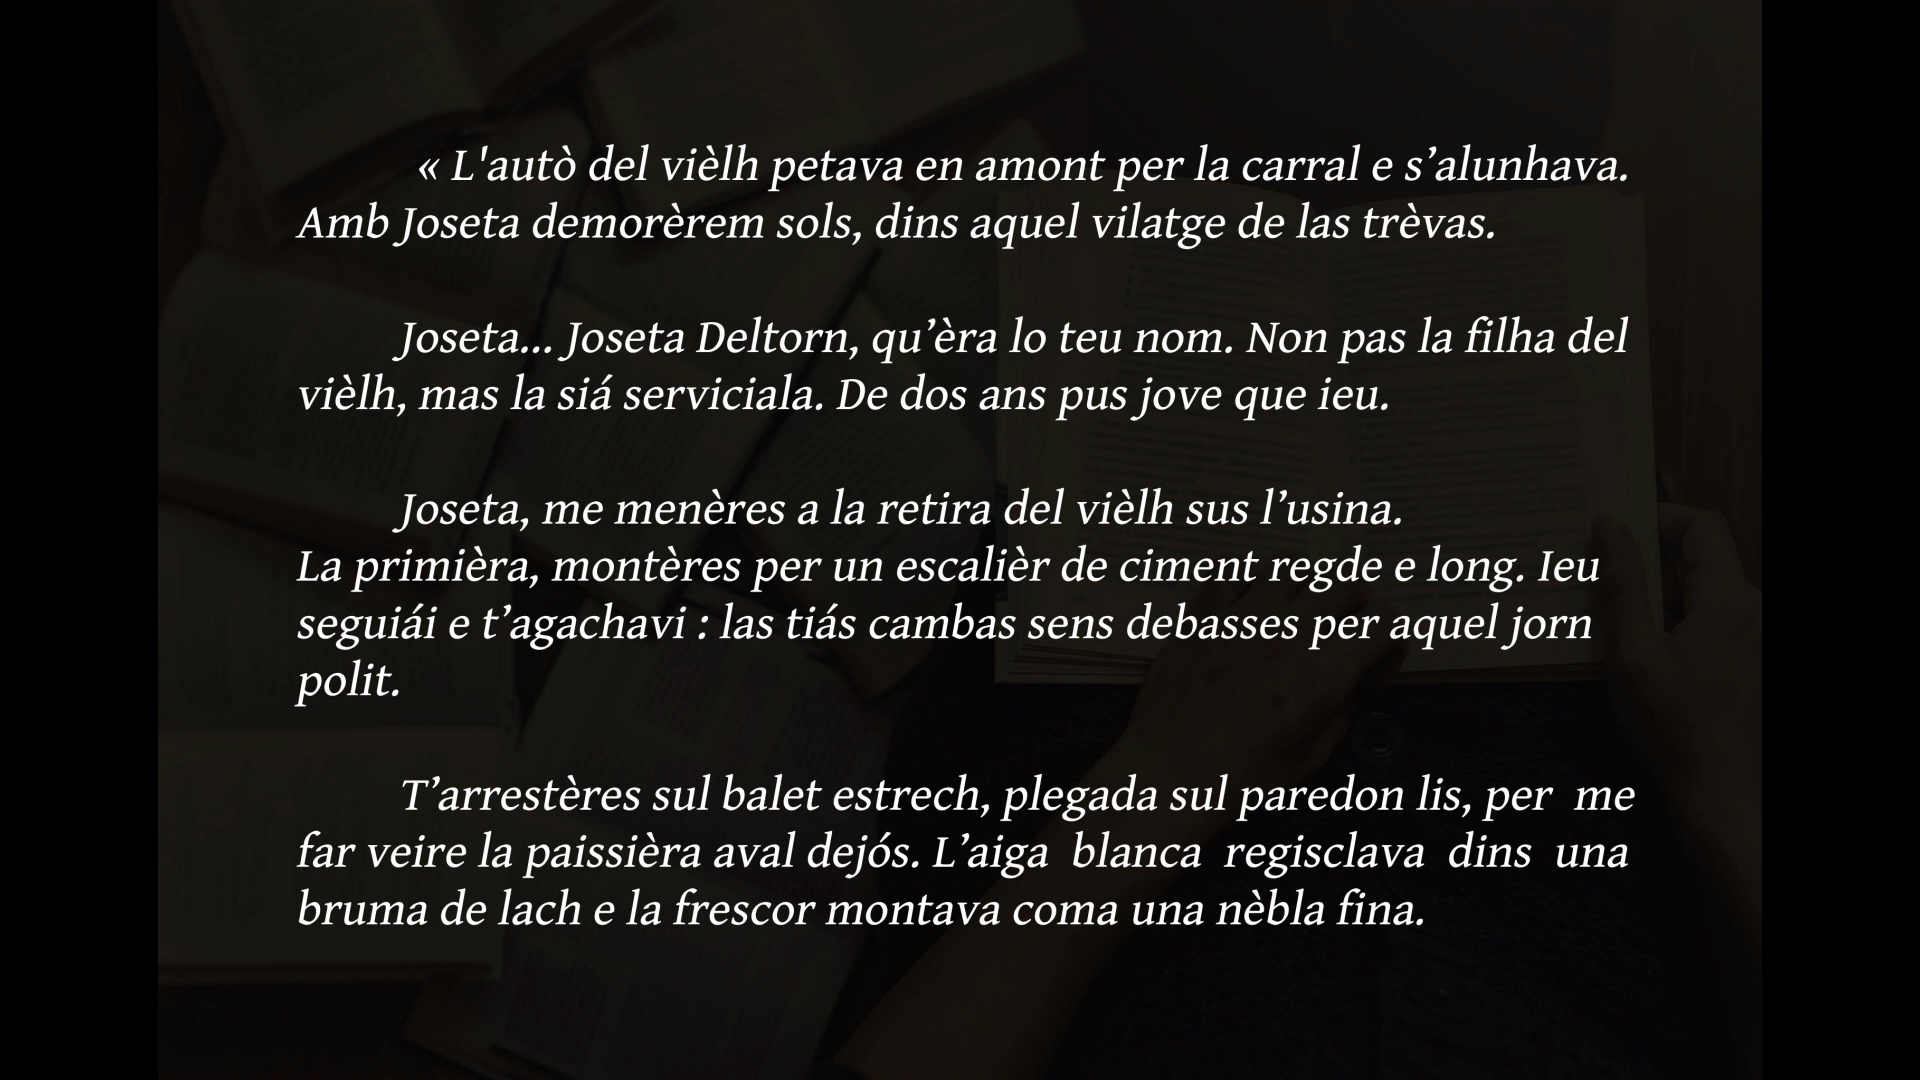 « L'autò del vièlh petava en amont per la carral e s’alunhava.
Amb Joseta demorèrem sols, dins aquel vilatge de las trèvas.
Joseta... Joseta Deltorn, qu’èra lo teu nom. Non pas la filha del
vièlh, mas la siá serviciala. De dos ans pus jove que ieu.
Joseta, me menères a la retira del vièlh sus l’usina.
La primièra, montères per un escalièr de ciment regde e long. Ieu
seguiái e t’agachavi : las tiás cambas sens debasses per aquel jorn
polit.
T’arrestères sul balet estrech, plegada sul paredon lis, per me
far veire la paissièra aval dejós. L’aiga blanca regisclava dins una
bruma de lach e la frescor montava coma una nèbla fina.